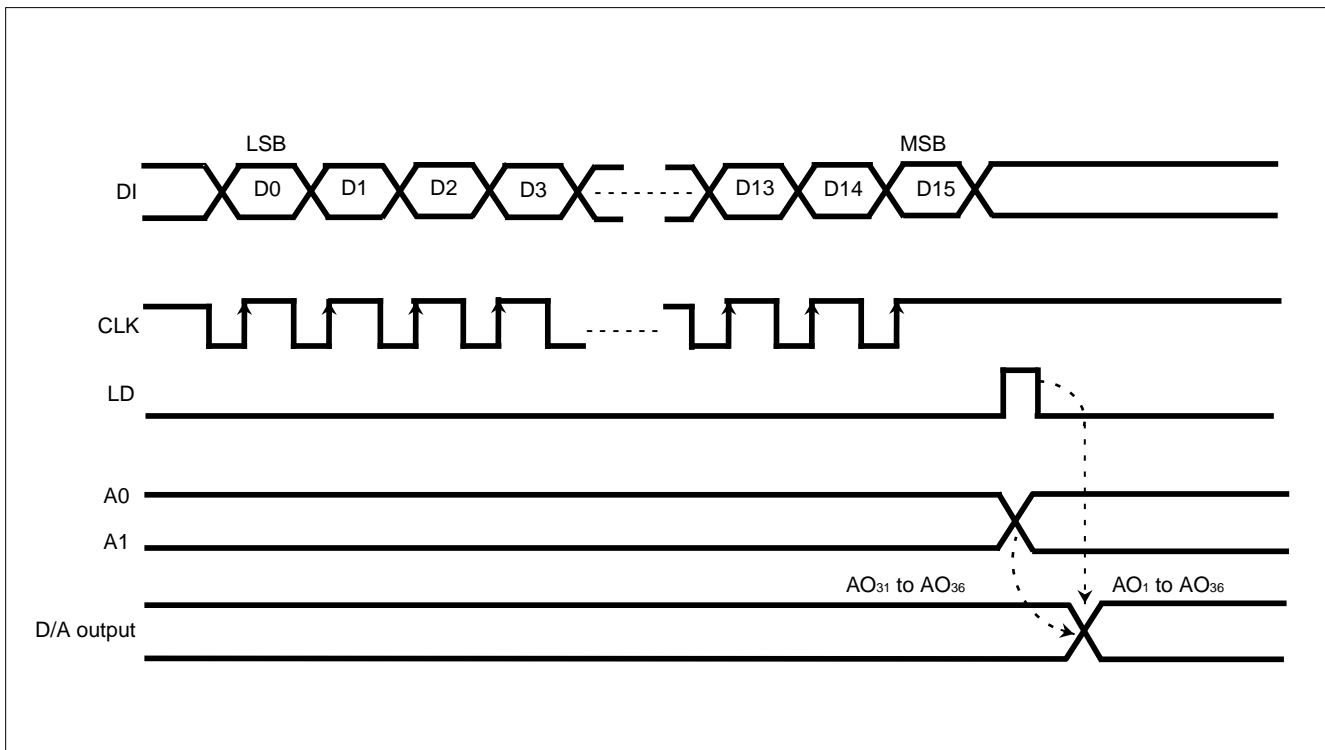 LSB MSB
DI D0 D1 D2 D3 D13 D14 D15
CLK
LD
A0
A1
AO31 to AO36 AO1 to AO36
D/A output